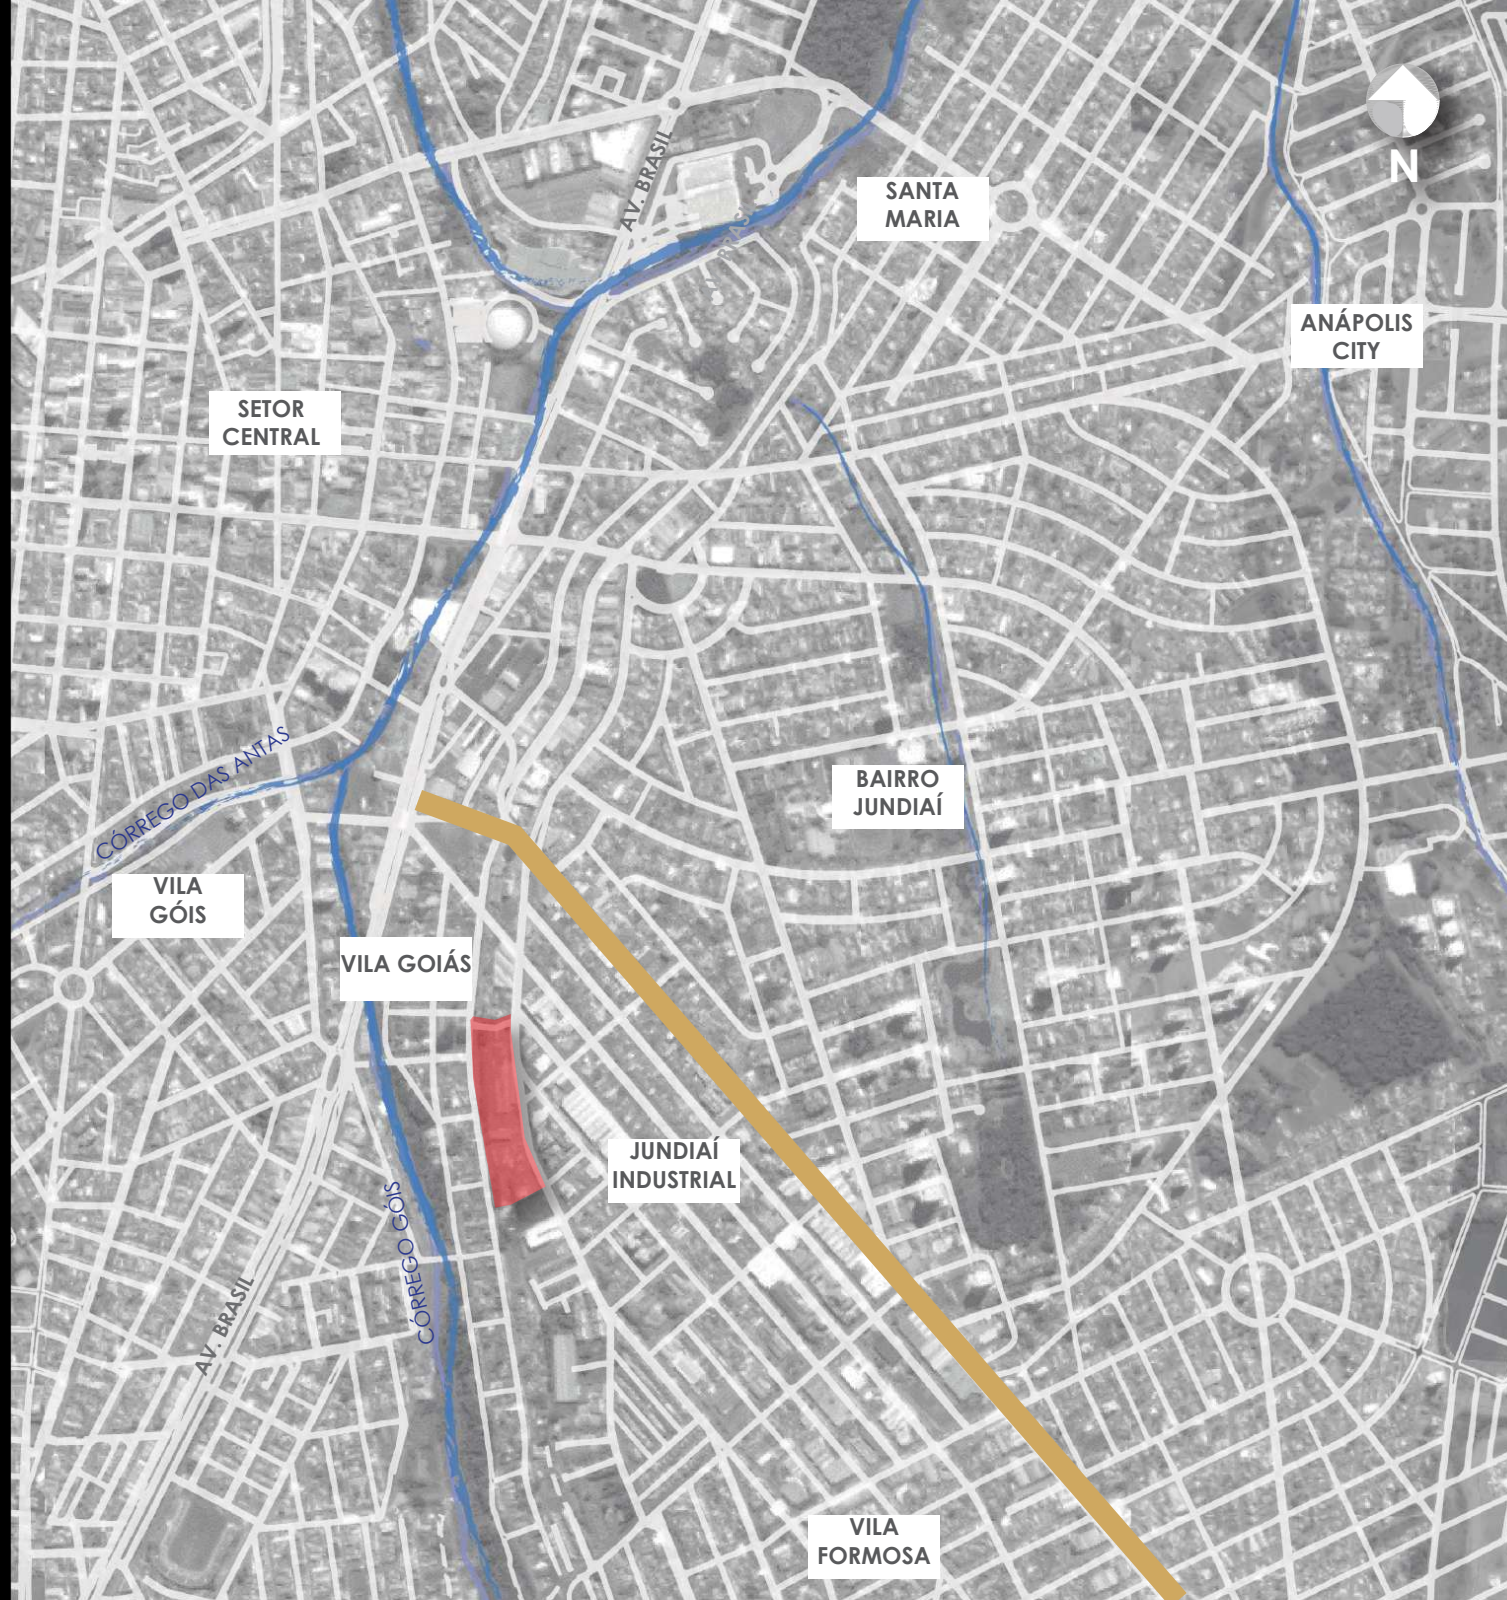 AV. BRASIL
N
SANTA
MARIA
BRAS
ANÁPOLIS
CITY
SETOR
CENTRAL
CÓRREGO DAS ANTAS
BAIRRO
JUNDIAÍ
VILA
GÓIS
VILA GOIÁS
JUNDIAÍ
INDUSTRIAL
CÓRREGO GÓIS
AV. BRASIL
VILA
FORMOSA